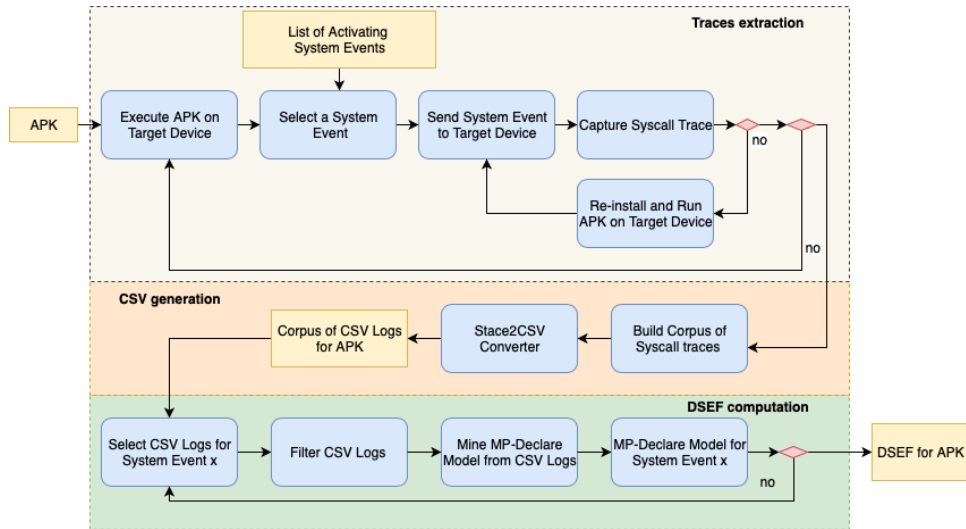 List of Activating
System Events
Traces extraction
APK
Execute APK on
Target Device
Select a System
Event
Send System Event
to Target Device
Capture Syscall Trace
no
Re-install and Run
APK on Target Device
no
CSV generation
Corpus of CSV Logs
for APK
Stace2CSV
Converter
Build Corpus of
Syscall traces
DSEF computation
Select CSV Logs for
System Event x
Filter CSV Logs
Mine MP-Declare
Model from CSV Logs
MP-Declare Model for
System Event x
no
DSEF for APK